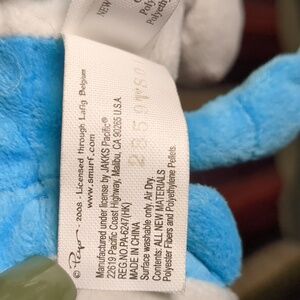 NEW
© Peyo - 2008 - Licensed through Lafig Belgium
www.smurf.com
Manufactured under license by JAKKS Pacific®
22619 Pacific Coast Highway, Malibu, CA 90265 U.S.A.
REG.NO.PA-6247(HK)
MADE IN CHINA
Surface washable only. Air Dry.
Contents: ALL NEW MATERIALS
Polyester Fibers and Polyethylene Pellets.